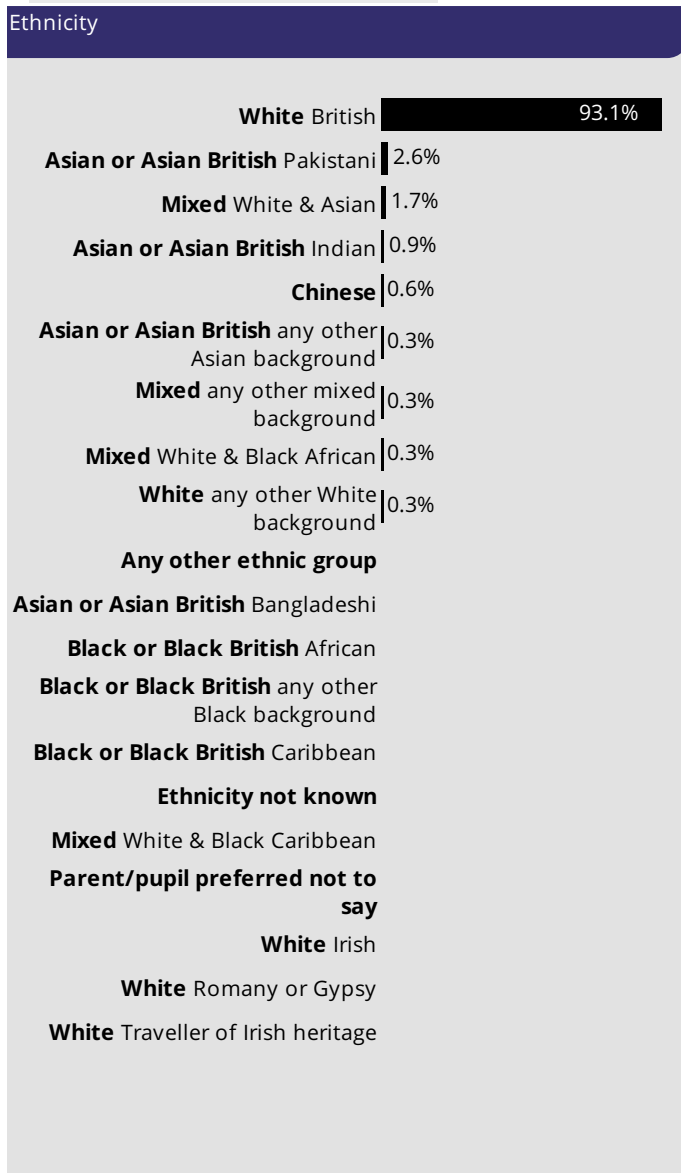 Ethnicity
White British 93.1%
Asian or Asian British Pakistani 2.6%
Mixed White & Asian 1.7%
Asian or Asian British Indian 0.9%
Chinese 0.6%
Asian or Asian British any other
Asian background 0.3%
Mixed any other mixed
background 0.3%
Mixed White & Black African 0.3%
White any other White
background 0.3%
Any other ethnic group
Asian or Asian British Bangladeshi
Black or Black British African
Black or Black British any other
Black background
Black or Black British Caribbean
Ethnicity not known
Mixed White & Black Caribbean
Parent/pupil preferred not to
say
White Irish
White Romany or Gypsy
White Traveller of Irish heritage